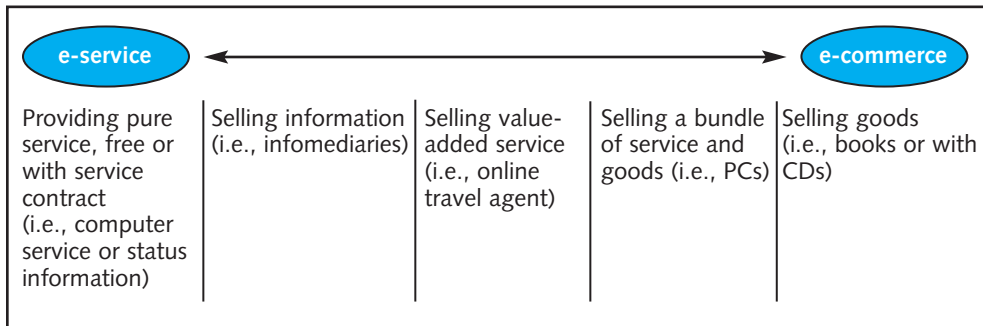 e-service
e-commerce
Providing pure
service, free or
with service
contract
(i.e., computer
service or status
information)
Selling information
(i.e., infomediaries)
Selling value-
added service
(i.e., online
travel agent)
Selling a bundle
of service and
goods (i.e., PCs)
Selling goods
(i.e., books or with
CDs)